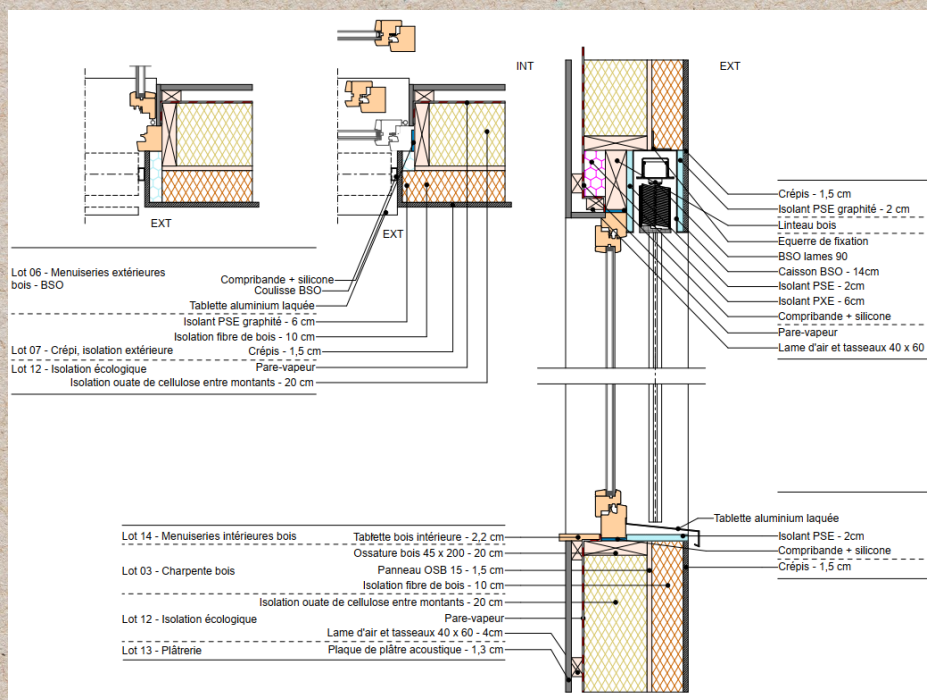 INT
EXT
EXT
EXT
Lot 06 - Menuiseries extérieures
bois - BSO
Compribande + silicone
Coulisse BSO
Tablette aluminium laquée
Isolant PSE graphité - 6 cm
Isolation fibre de bois - 10 cm
Lot 07 - Crépi, isolation extérieure
Crépis - 1,5 cm
Lot 12 - Isolation écologique
Pare-vapeur
Isolation ouate de cellulose entre montants - 20 cm
Crépis - 1,5 cm
Isolant PSE graphité - 2 cm
Linteau bois
Equerre de fixation
BSO lames 90
Caisson BSO - 14cm
Isolant PSE - 2cm
Isolant PXE - 6cm
Compribande + silicone
Pare-vapeur
Lame d'air et tasseaux 40 x 60
Tablette aluminium laquée
Isolant PSE - 2cm
Compribande + silicone
Crépis - 1,5 cm
Lot 14 - Menuiseries intérieures bois
Tablette bois intérieure - 2,2 cm
Ossature bois 45 x 200 - 20 cm
Lot 03 - Charpente bois
Panneau OSB 15 - 1,5 cm
Isolation fibre de bois - 10 cm
Isolation ouate de cellulose entre montants - 20 cm
Lot 12 - Isolation écologique
Pare-vapeur
Lame d'air et tasseaux 40 x 60 - 4cm
Lot 13 - Plâtrerie
Plaque de plâtre acoustique - 1,3 cm